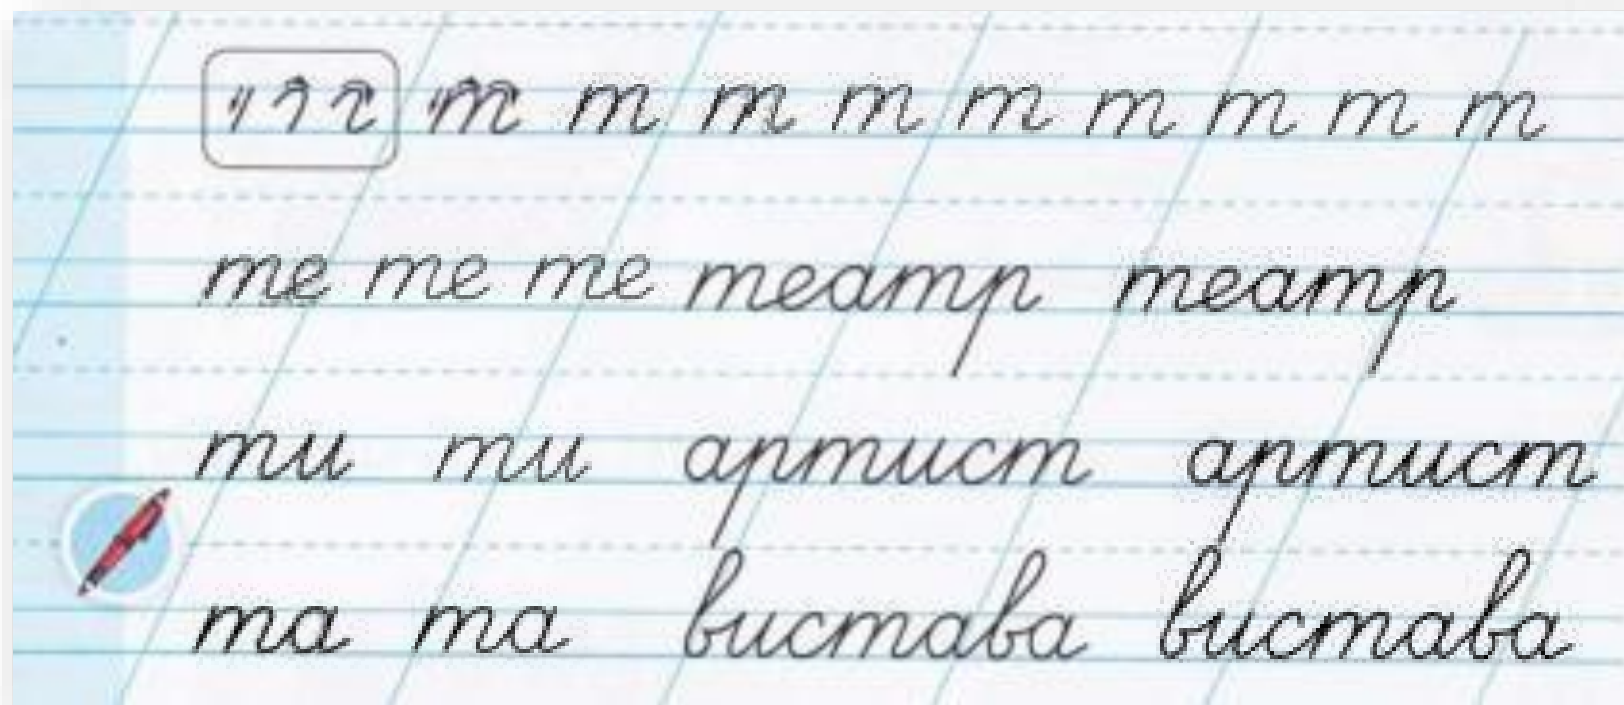 т т т т т т т т т
те те те театр театр
ти ти артист артист
та та вистава вистава